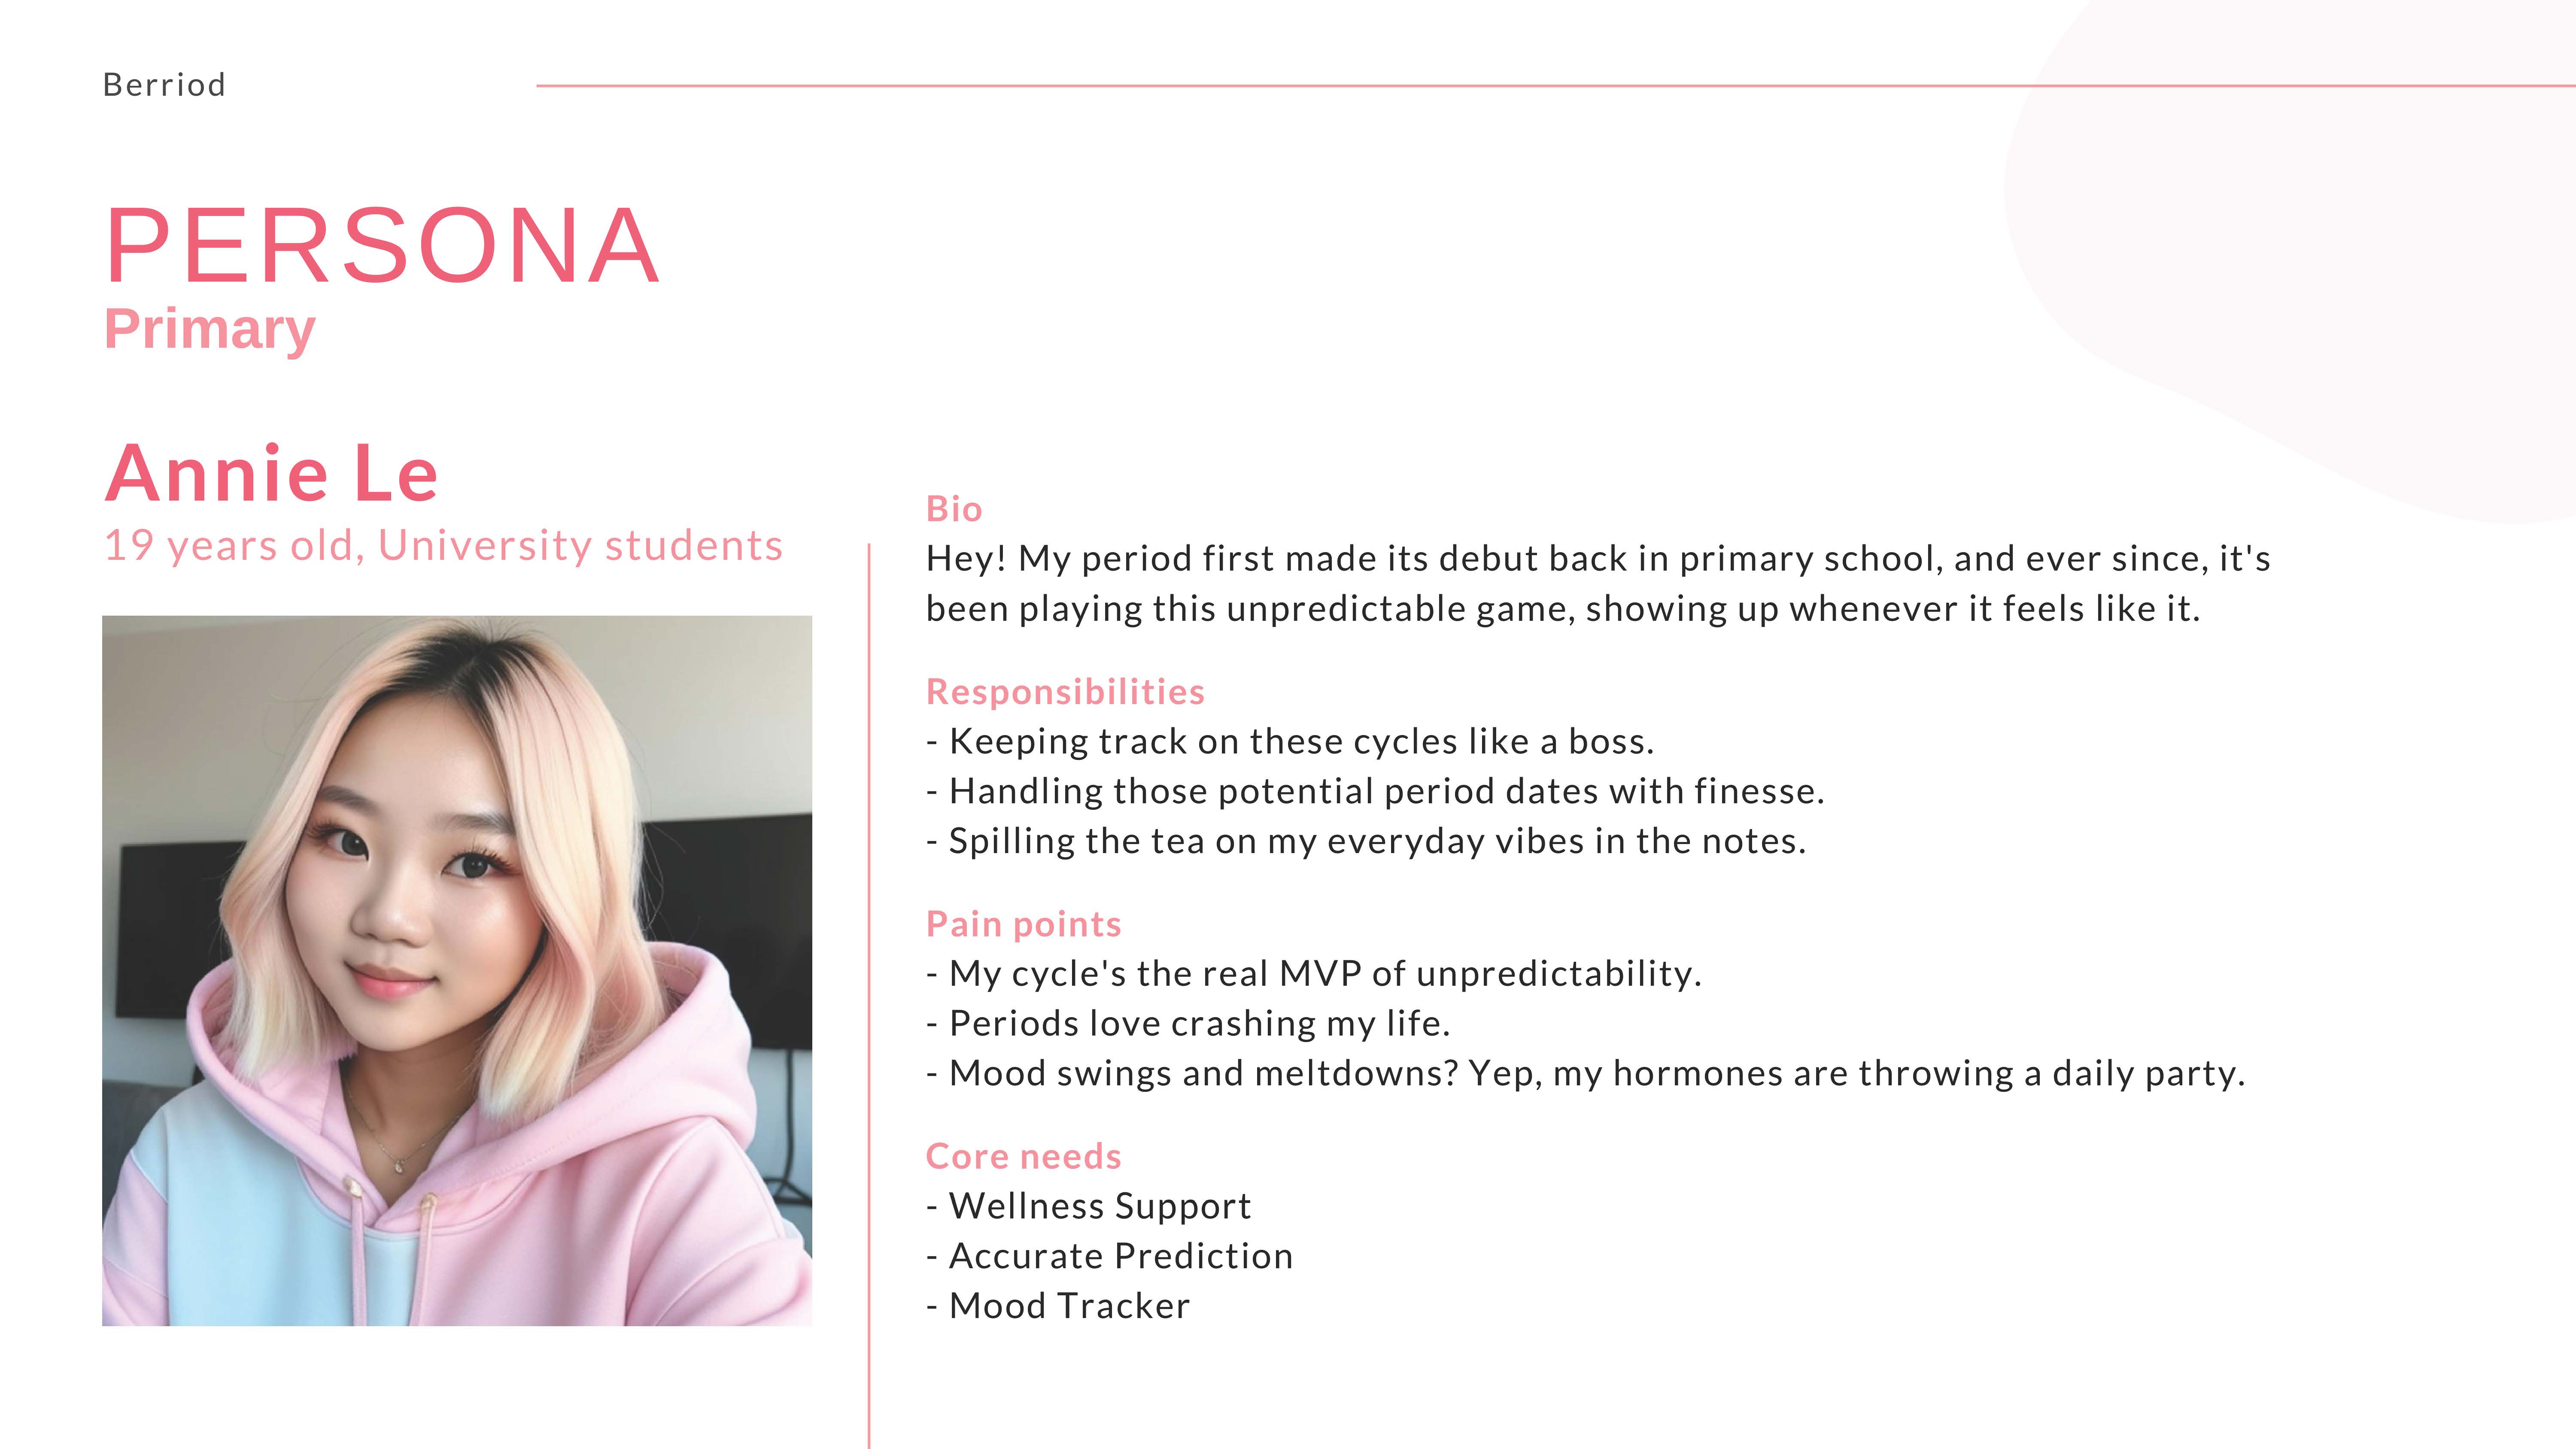 Berriod
PERSONA
Primary
Annie Le
19 years old, University students
Bio
Hey! My period first made its debut back in primary school, and ever since, it's
been playing this unpredictable game, showing up whenever it feels like it.
Responsibilities
- Keeping track on these cycles like a boss.
- Handling those potential period dates with finesse.
- Spilling the tea on my everyday vibes in the notes.
Pain points
- My cycle's the real MVP of unpredictability.
- Periods love crashing my life.
- Mood swings and meltdowns? Yep, my hormones are throwing a daily party.
Core needs
- Wellness Support
- Accurate Prediction
- Mood Tracker